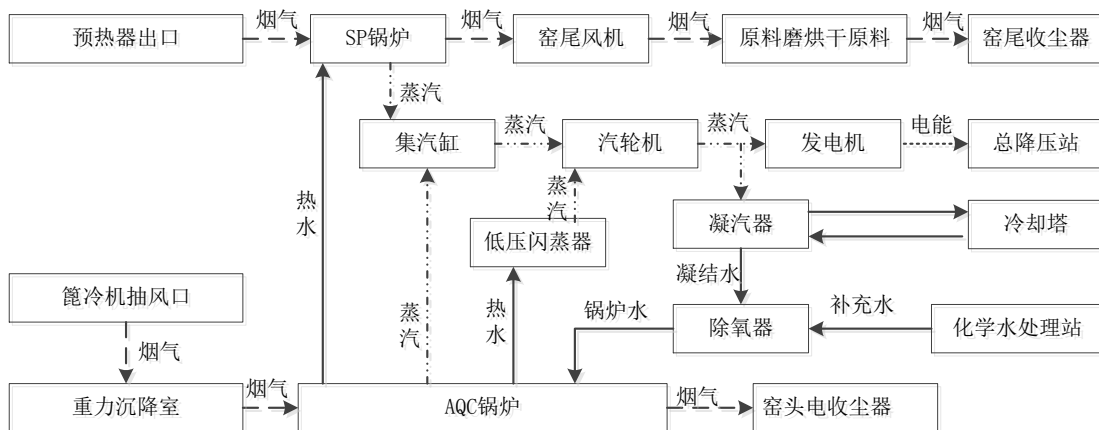 烟气
烟气
烟气
烟气
预热器出口
SP锅炉
窑尾风机
原料磨烘干原料
窑尾收尘器
蒸汽
蒸汽
蒸汽
电能
集汽缸
汽轮机
发电机
总降压站
蒸汽
热水
低压闪蒸器
凝汽器
冷却塔
凝结水
篦冷机抽风口
蒸汽
热水
锅炉水
除氧器
补充水
化学水处理站
烟气
烟气
烟气
重力沉降室
AQC锅炉
窑头电收尘器